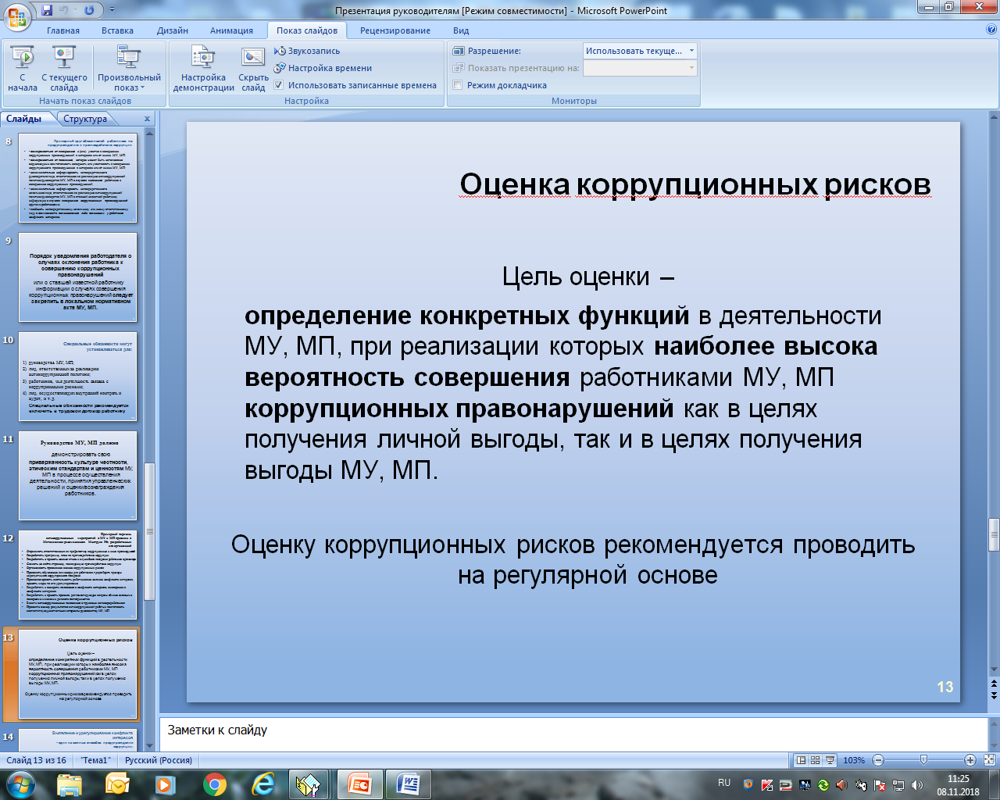 Презентация руководителям [Режим совместимости] - Microsoft PowerPoint
Главная Вставка Дизайн Анимация Показ слайдов Рецензирование Вид
С начала
С текущего слайда
Произвольный показ
Начать показ слайдов
Настройка демонстрации
Скрыть слайд
Звукозапись
Настройка времени
Использовать записанные времена
Настройка
Разрешение: Использовать текуще...
Показать презентацию на:
Режим докладчика
Мониторы
Слайды Структура x
8
9
Порядок уведомления работодателя о
случаях склонения работника к
совершению коррупционных
правонарушений
или о ставшей известной работнику
информации о случаях совершения
коррупционных правонарушений следует
закрепить в локальном нормативном
акте МУ, МП.
10
Специальные обязанности могут
устанавливаться для:
1) руководства МУ, МП;
2) лиц, ответственных за реализацию
антикоррупционной политики;
3) работников, чья деятельность связана с
коррупционными рисками;
4) лиц, осуществляющих внутренний контроль и
аудит, и т.д.
Специальные обязанности рекомендуется
включить в трудовой договор работнику
11
Руководство МУ, МП должно
демонстрировать свою
приверженность культуре честности,
этическим стандартам и ценностям МУ,
МП в процессе осуществления
деятельности, принятия управленческих
решений и оценки/вознаграждения
работников.
12
13
Оценка коррупционных рисков
Цель оценки –
определение конкретных функций в деятельности
МУ, МП, при реализации которых наиболее высока
вероятность совершения работниками МУ, МП
коррупционных правонарушений как в целях
получения личной выгоды, так и в целях получения
выгоды МУ, МП.
Оценку коррупционных рисков рекомендуется проводить
на регулярной основе
14
Выявление и урегулирование конфликта
интересов
Оценка коррупционных рисков
Цель оценки –
определение конкретных функций в деятельности
МУ, МП, при реализации которых наиболее высока
вероятность совершения работниками МУ, МП
коррупционных правонарушений как в целях
получения личной выгоды, так и в целях получения
выгоды МУ, МП.
Оценку коррупционных рисков рекомендуется проводить
на регулярной основе
13
Заметки к слайду
Слайд 13 из 16 "Тема1" Русский (Россия) 103%
RU 11:25
08.11.2018